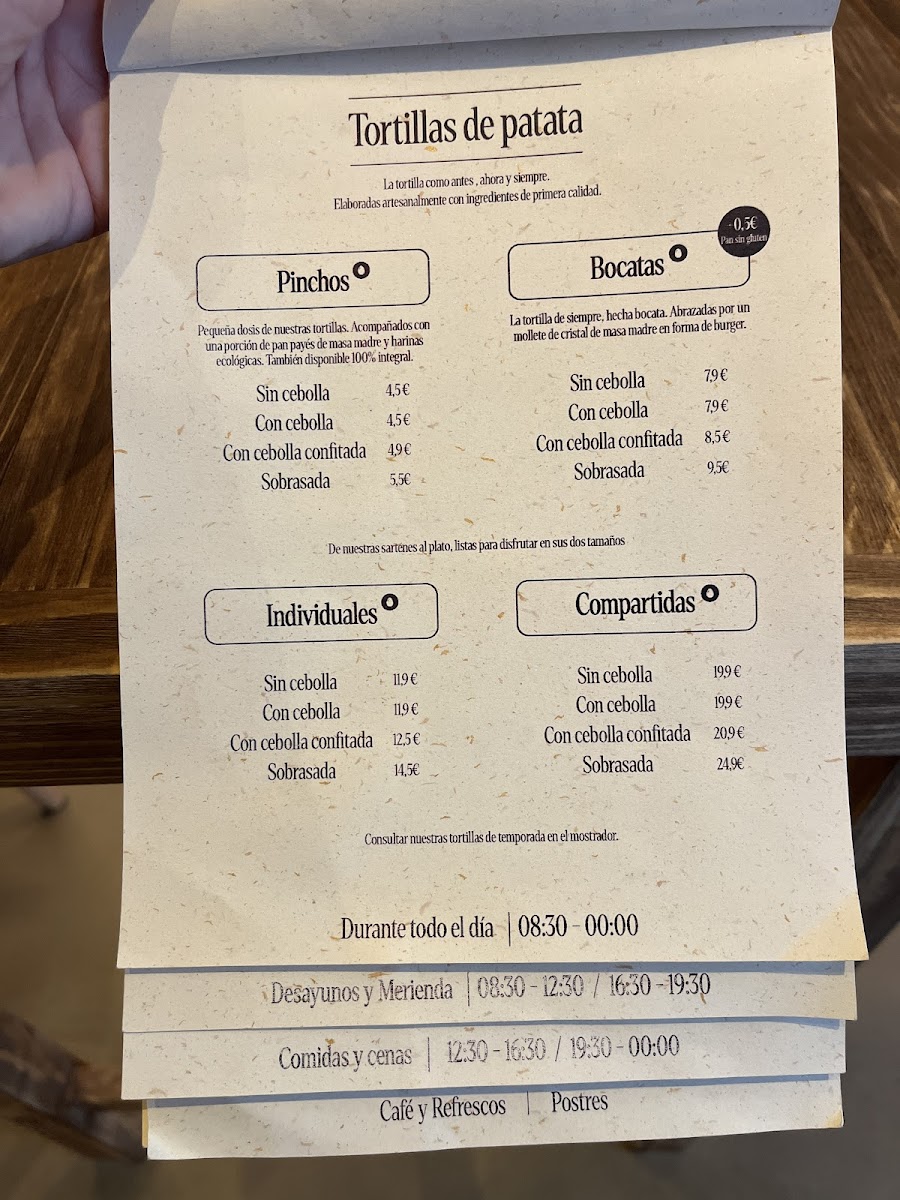 Tortillas de patata
La tortilla como antes , ahora y siempre.
Elaboradas artesanalmente con ingredientes de primera calidad.
Pinchos
Pequeña dosis de nuestras tortillas. Acompañados con
una porción de pan payés de masa madre y harinas
ecológicas. También disponible 100% integral.
Sin cebolla 4,5€
Con cebolla 4,5€
Con cebolla confitada 4,9€
Sobrasada 5,5€
-0,5€
Pan sin gluten
Bocatas
La tortilla de siempre, hecha bocata. Abrazadas por un
mollete de cristal de masa madre en forma de burger.
Sin cebolla 7,9€
Con cebolla 7,9€
Con cebolla confitada 8,5€
Sobrasada 9,5€
De nuestras sartenes al plato, listas para disfrutar en sus dos tamaños
Individuales
Sin cebolla 11,9€
Con cebolla 11,9€
Con cebolla confitada 12,5€
Sobrasada 14,5€
Compartidas
Sin cebolla 19,9€
Con cebolla 19,9€
Con cebolla confitada 20,9€
Sobrasada 24,9€
Consultar nuestras tortillas de temporada en el mostrador.
Durante todo el día | 08:30 - 00:00
Desayunos y Merienda | 08:30 - 12:30 / 16:30 - 19:30
Comidas y cenas | 12:30 - 16:30 / 19:30 - 00:00
Café y Refrescos | Postres